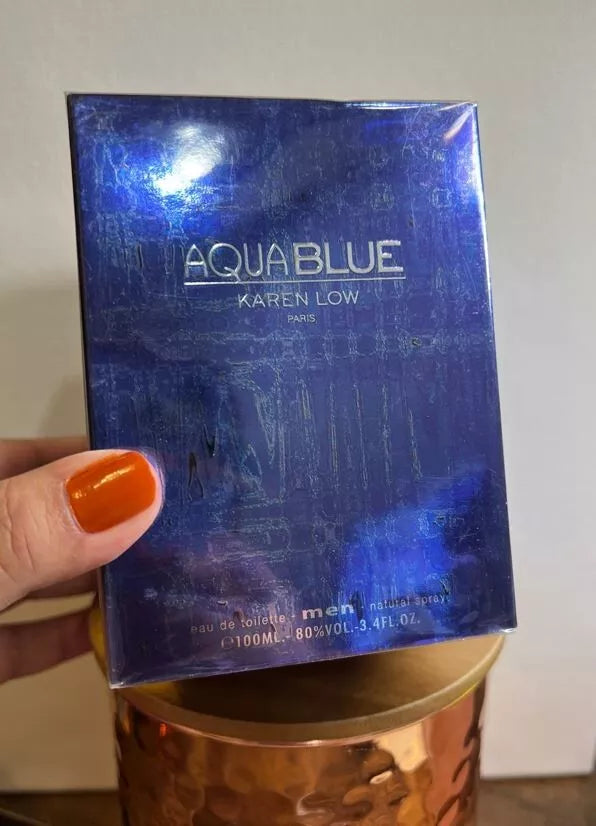 AQUABLUE
KAREN LOW
PARIS
eau de toilette - men natural spray
℮100ML.- 80%VOL.-3.4FL.OZ.